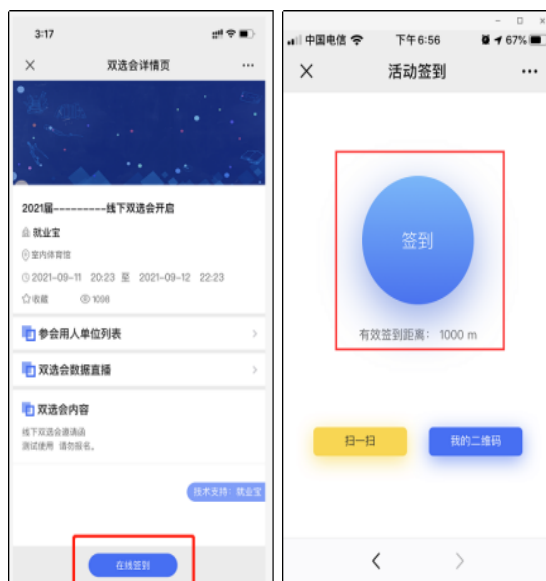 3:17
双选会详情页
2021届---------线下双选会开启
就业宝
室内体育馆
2021-09-11 20:23 至 2021-09-12 22:23
收藏 1098
参会用人单位列表
双选会数据直播
双选会内容
线下双选会邀请函
测试使用 请勿报名。
技术支持：就业宝
在线签到
中国电信 下午6:56 67%
活动签到
签到
有效签到距离： 1000 m
扫一扫 我的二维码